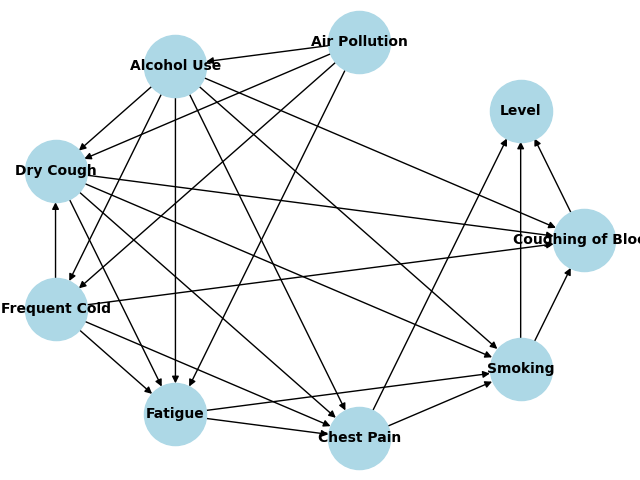 Air Pollution
Alcohol Use
Level
Dry Cough
Coughing of Bloo
Frequent Cold
Smoking
Fatigue
Chest Pain